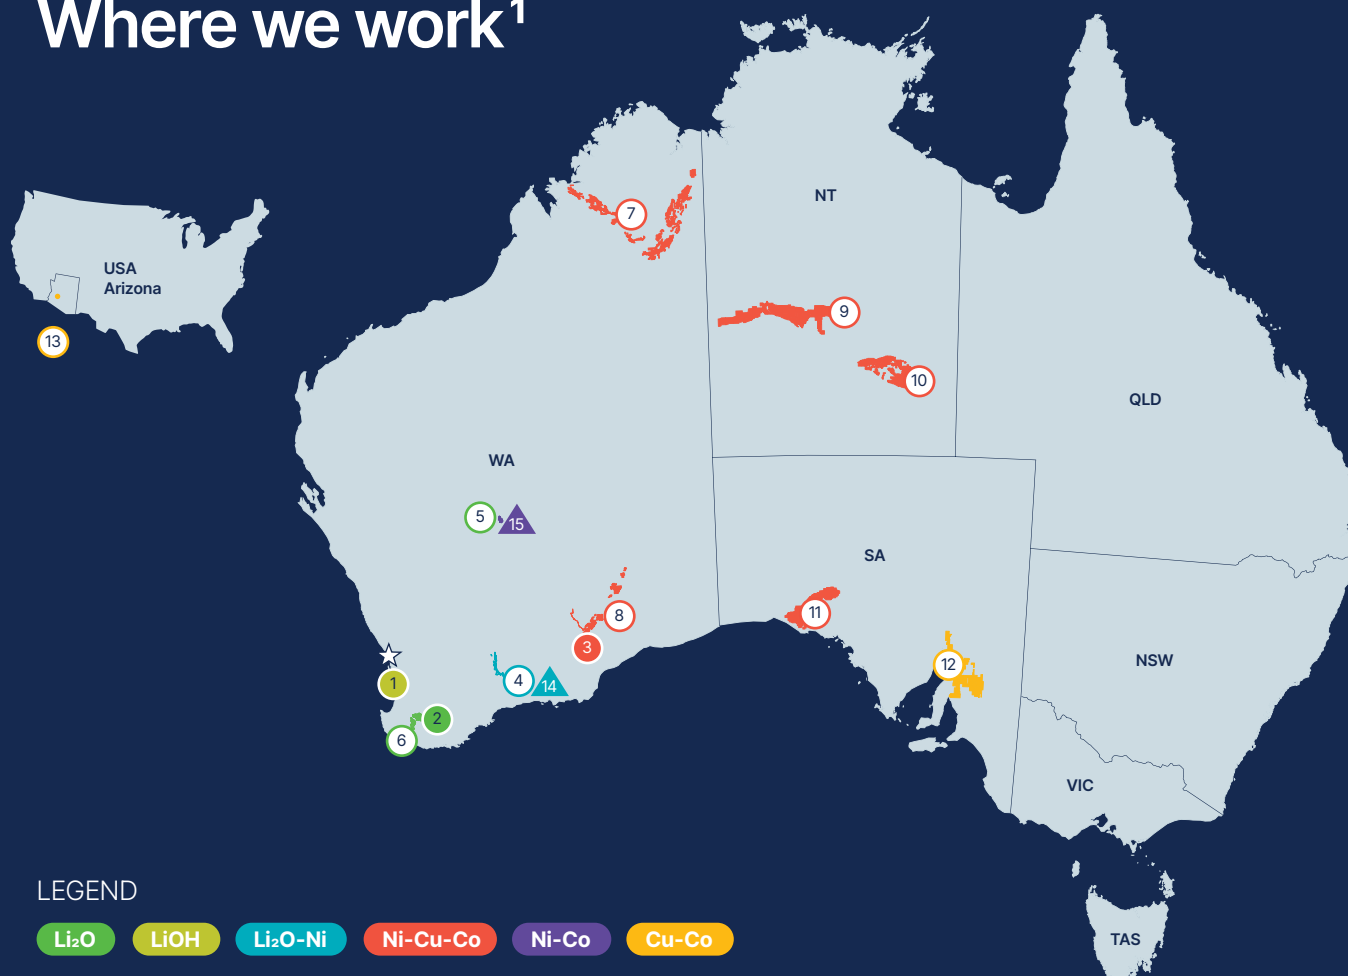 Where we work¹
NT
7
USA
Arizona
9
13
10
QLD
WA
5
15
SA
8
11
3
12
NSW
4
14
1
2
6
VIC
LEGEND
Li₂O
LiOH
Li₂O-Ni
Ni-Cu-Co
Ni-Co
Cu-Co
TAS